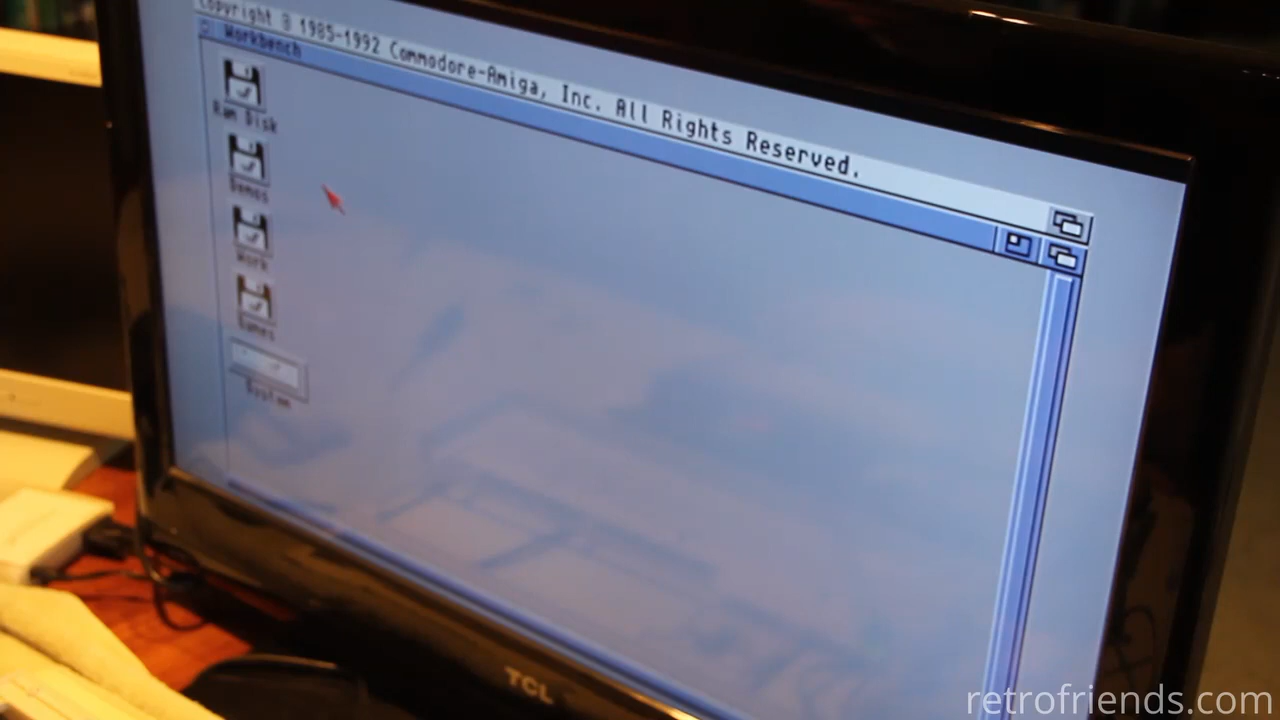 Copyright © 1985-1992 Commodore-Amiga, Inc. All Rights Reserved.
Workbench
Ram Disk
Demos
Work
Games
System
TCL
retrofriends.com